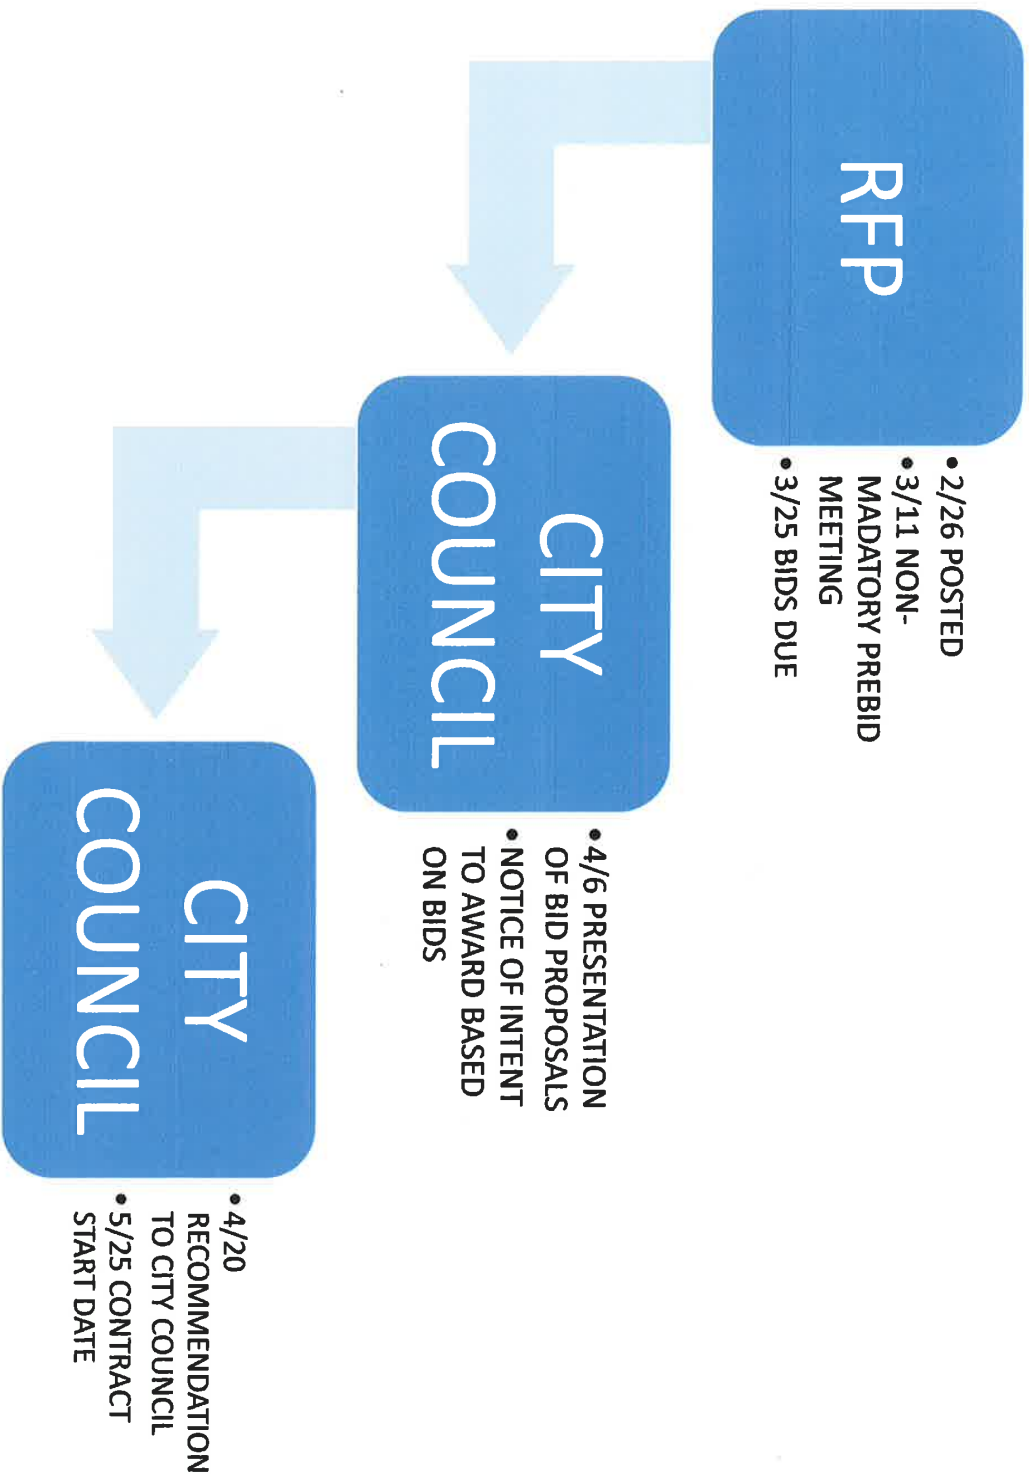 RFP
• 2/26 POSTED
• 3/11 NON-
MADATORY PREBID
MEETING
• 3/25 BIDS DUE
CITY
COUNCIL
• 4/6 PRESENTATION
OF BID PROPOSALS
• NOTICE OF INTENT
TO AWARD BASED
ON BIDS
CITY
COUNCIL
• 4/20
RECOMMENDATION
TO CITY COUNCIL
• 5/25 CONTRACT
START DATE